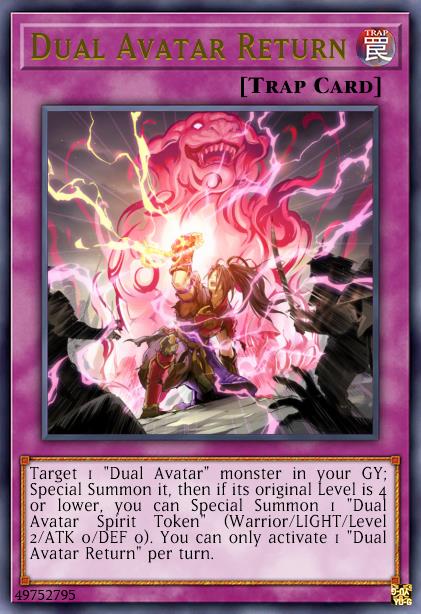 DUAL AVATAR RETURN
TRAP
罠
[TRAP CARD]
Target 1 "Dual Avatar" monster in your GY;
Special Summon it, then if its original Level is 4
or lower, you can Special Summon 1 "Dual
Avatar Spirit Token" (Warrior/LIGHT/Level
2/ATK 0/DEF 0). You can only activate 1 "Dual
Avatar Return" per turn.
49752795